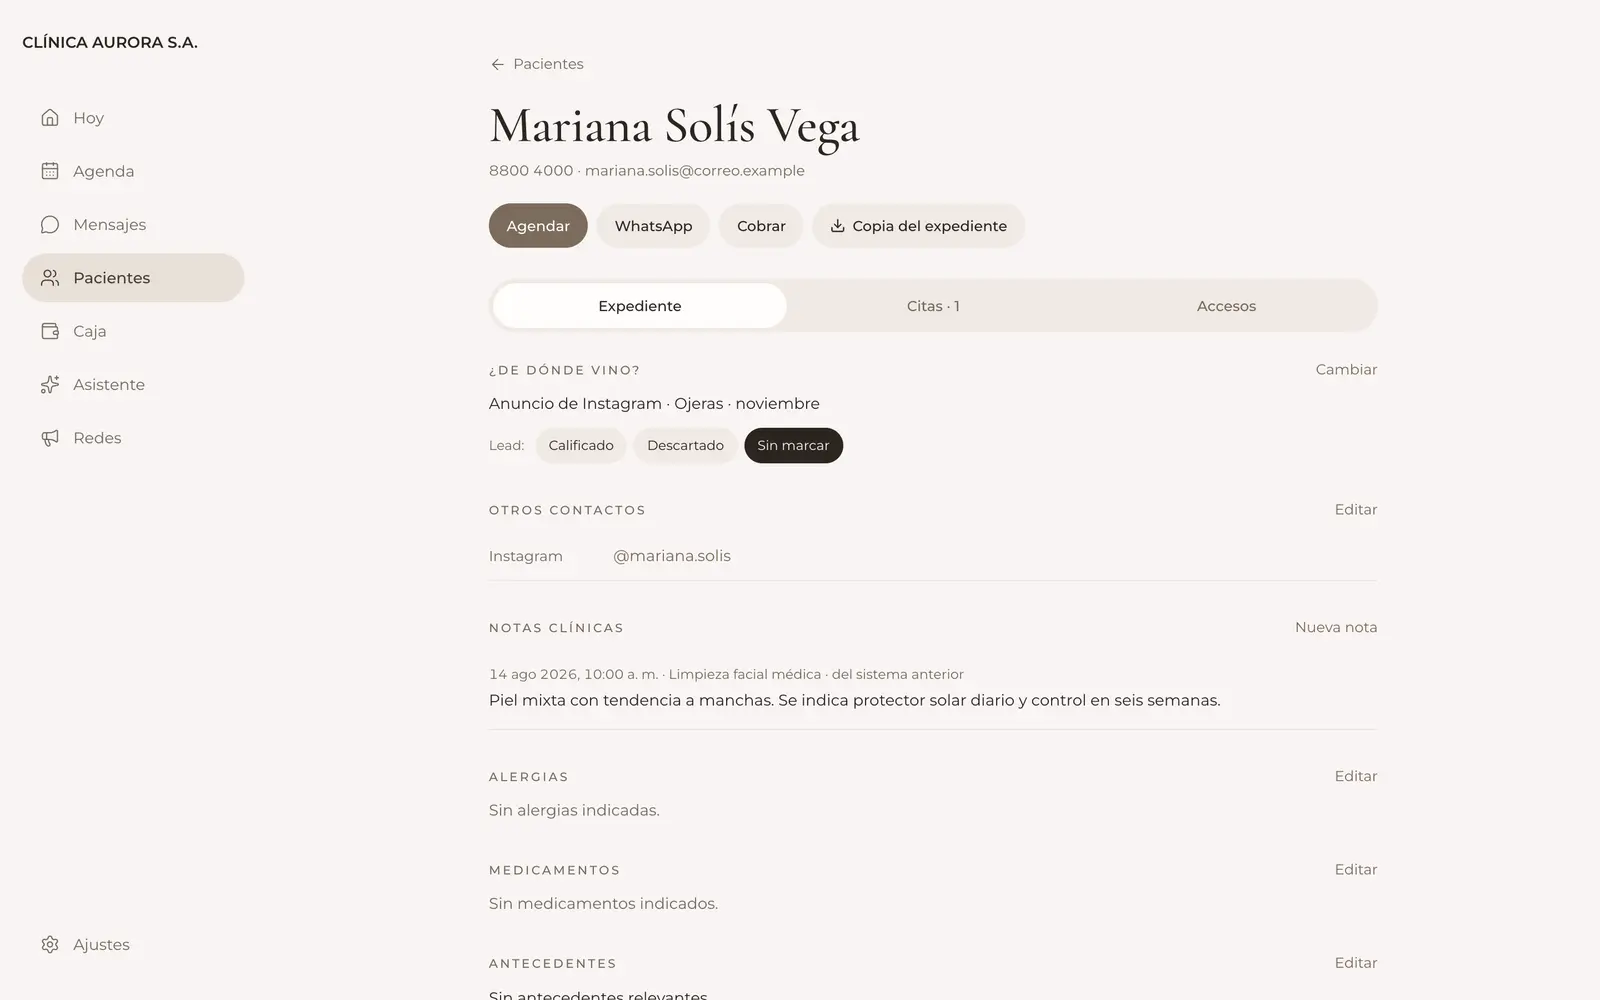 CLÍNICA AURORA S.A.
Hoy
Agenda
Mensajes
Pacientes
Caja
Asistente
Redes
Ajustes
Pacientes
Mariana Solís Vega
8800 4000 · mariana.solis@correo.example
Agendar WhatsApp Cobrar Copia del expediente
Expediente Citas · 1 Accesos
¿DE DÓNDE VINO? Cambiar
Anuncio de Instagram · Ojeras · noviembre
Lead: Calificado Descartado Sin marcar
OTROS CONTACTOS Editar
Instagram @mariana.solis
NOTAS CLÍNICAS Nueva nota
14 ago 2026, 10:00 a. m. · Limpieza facial médica · del sistema anterior
Piel mixta con tendencia a manchas. Se indica protector solar diario y control en seis semanas.
ALERGIAS Editar
Sin alergias indicadas.
MEDICAMENTOS Editar
Sin medicamentos indicados.
ANTECEDENTES Editar
Sin antecedentes relevantes.